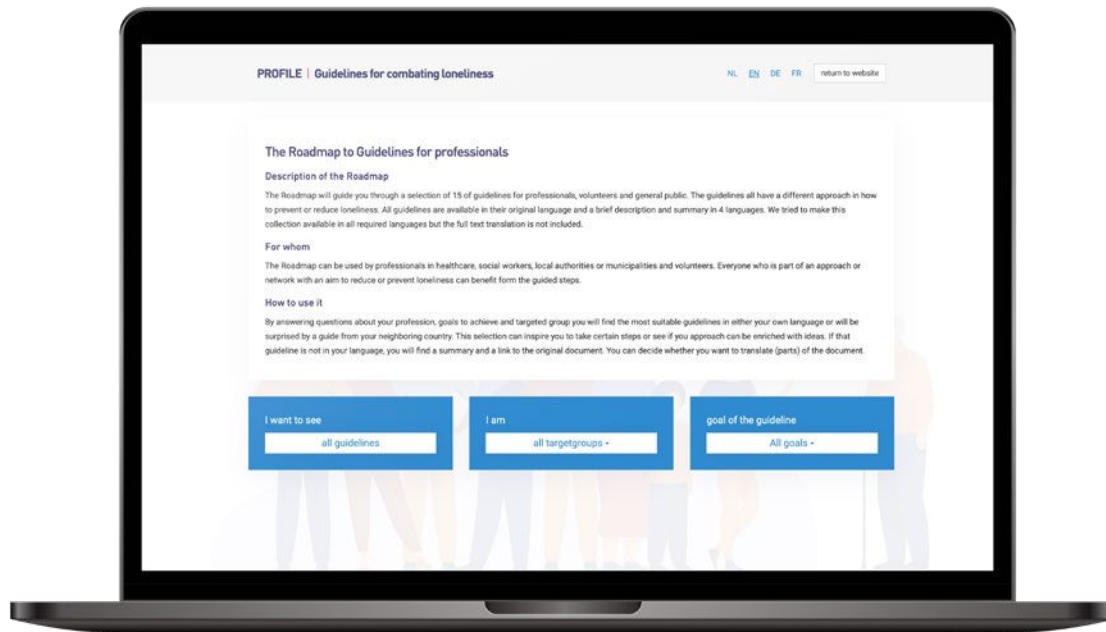 PROFILE | Guidelines for combating loneliness
NL EN DE FR return to website
The Roadmap to Guidelines for professionals
Description of the Roadmap
The Roadmap will guide you through a selection of 15 of guidelines for professionals, volunteers and general public. The guidelines all have a different approach in how
to prevent or reduce loneliness. All guidelines are available in their original language and a brief description and summary in 4 languages. We tried to make this
collection available in all required languages but the full text translation is not included.
For whom
The Roadmap can be used by professionals in healthcare, social workers, local authorities or municipalities and volunteers. Everyone who is part of an approach or
network with an aim to reduce or prevent loneliness can benefit form the guided steps.
How to use it
By answering questions about your profession, goals to achieve and targeted group you will find the most suitable guidelines in either your own language or will be
surprised by a guide from your neighboring country. This selection can inspire you to take certain steps or see if you approach can be enriched with ideas. If that
guideline is not in your language, you will find a summary and a link to the original document. You can decide whether you want to translate (parts) of the document.
I want to see
all guidelines
I am
all targetgroups
goal of the guideline
All goals